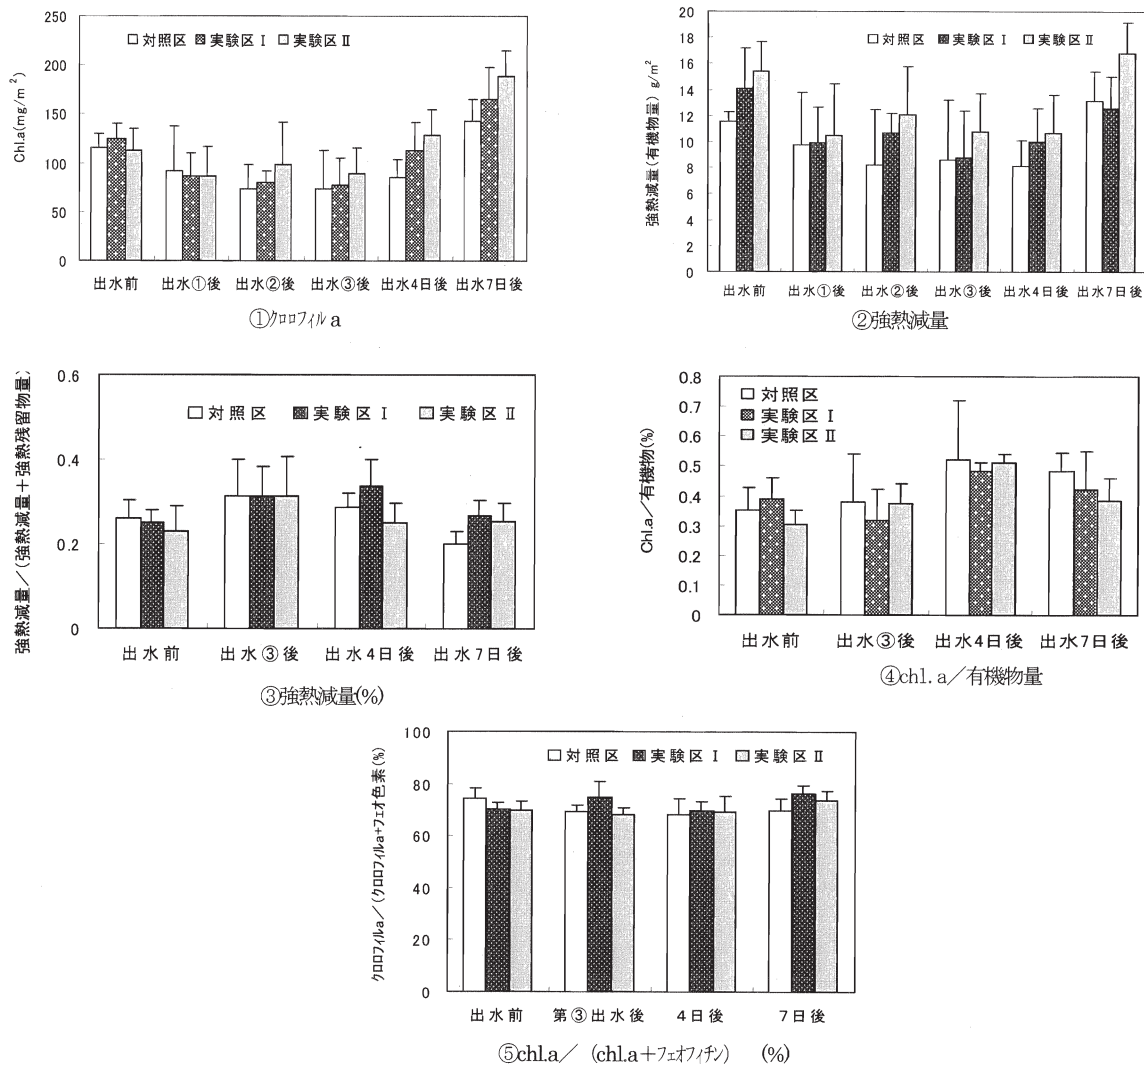 250
200
150
100
50
0
Chl.a(mg/m²)
□対照区 実験区Ⅰ □実験区Ⅱ
出水前 出水①後 出水②後 出水③後 出水4日後 出水7日後
①クロロフィルa
20
18
16
14
12
10
8
6
4
2
0
強熱減量(有機物量) g/m²
□対照区 実験区Ⅰ □実験区Ⅱ
出水前 出水①後 出水②後 出水③後 出水4日後 出水7日後
②強熱減量
0.6
0.4
0.2
0
強熱減量/(強熱減量+強熱残留物量)
対照区 実験区Ⅰ 実験区Ⅱ
出水前 出水③後 出水4日後 出水7日後
③強熱減量(%)
0.8
0.7
0.6
0.5
0.4
0.3
0.2
0.1
0
Chl.a/有機物(%)
対照区
実験区Ⅰ
実験区Ⅱ
出水前 出水③後 出水4日後 出水7日後
④chl.a/有機物量
100
80
60
40
20
0
クロロフィルa/(クロロフィルa+フェオ色素(%)
対照区 実験区Ⅰ 実験区Ⅱ
出水前 第③出水後 4日後 7日後
⑤chl.a/ (chl.a+フェオフィチン) (%)